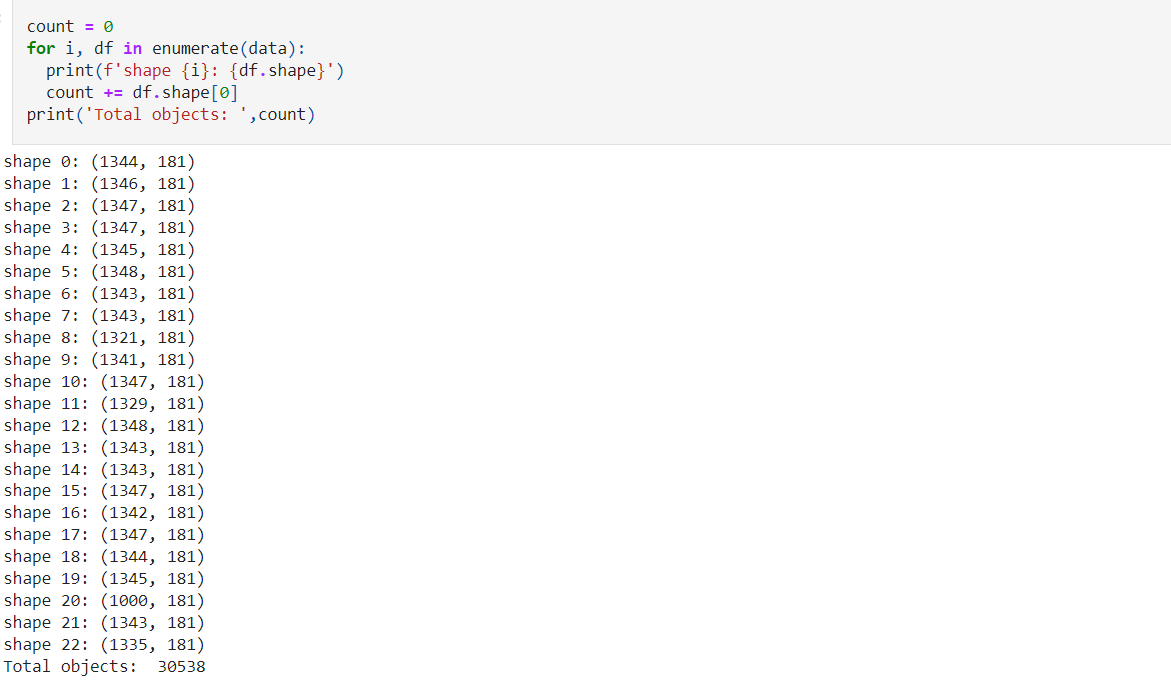 count = 0
for i, df in enumerate(data):
  print(f'shape {i}: {df.shape}')
  count += df.shape[0]
print('Total objects: ',count)
shape 0: (1344, 181)
shape 1: (1346, 181)
shape 2: (1347, 181)
shape 3: (1347, 181)
shape 4: (1345, 181)
shape 5: (1348, 181)
shape 6: (1343, 181)
shape 7: (1343, 181)
shape 8: (1321, 181)
shape 9: (1341, 181)
shape 10: (1347, 181)
shape 11: (1329, 181)
shape 12: (1348, 181)
shape 13: (1343, 181)
shape 14: (1343, 181)
shape 15: (1347, 181)
shape 16: (1342, 181)
shape 17: (1347, 181)
shape 18: (1344, 181)
shape 19: (1345, 181)
shape 20: (1000, 181)
shape 21: (1343, 181)
shape 22: (1335, 181)
Total objects:  30538